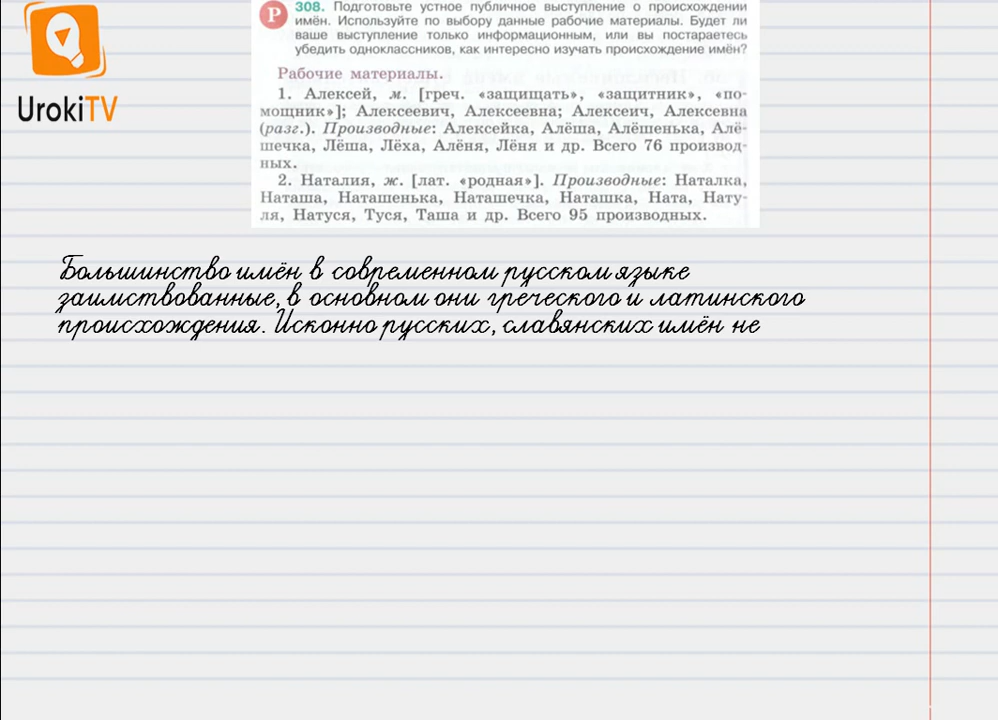 308. Подготовьте устное публичное выступление о происхождении
Р
имён. Используйте по выбору данные рабочие материалы. Будет ли
ваше выступление только информационным, или вы постараетесь
убедить одноклассников, как интересно изучать происхождение имён?
Рабочие материалы.
1. Алексей, м. [греч. «защищать», «защитник», «по-
мощник»]; Алексеевич, Алексеевна; Алексеич, Алексевна
(разг.). Производные: Алексейка, Алёша, Алёшенька, Алё-
шечка, Лёша, Лёха, Алёня, Лёня и др. Всего 76 производ-
ных.
2. Наталия, ж. [лат. «родная»]. Производные: Наталка,
Наташа, Наташенька, Наташечка, Наташка, Ната, Нату-
ля, Натуся, Туся, Таша и др. Всего 95 производных.
UrokiTV
Большинство имён в современном русском языке
заимствованные, в основном они греческого и латинского
происхождения. Исконно русских, славянских имён не